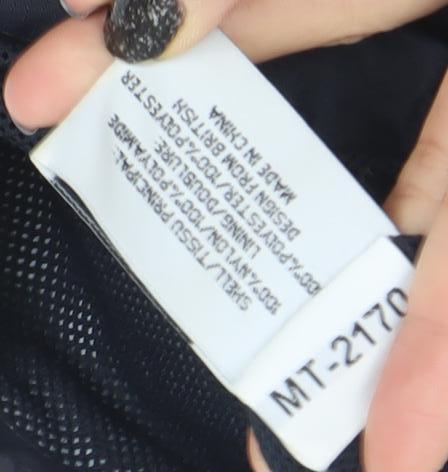 SHELL/TISSU PRINCIPAL:
100%NYLON/100%POLYAMIDE
LINING/DOUBLURE:
100%POLYESTER/100%POLYESTER
DESIGN FROM BRITISH
MADE IN CHINA
MT-2170